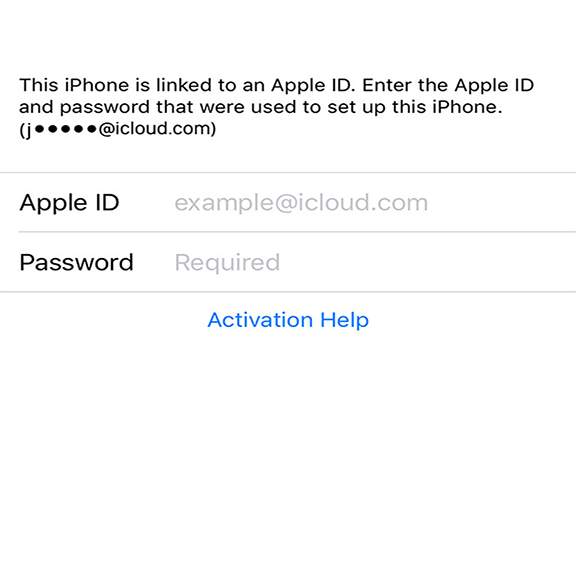 This iPhone is linked to an Apple ID. Enter the Apple ID
and password that were used to set up this iPhone.
(j●●●●●@icloud.com)
Apple ID example@icloud.com
Password Required
Activation Help